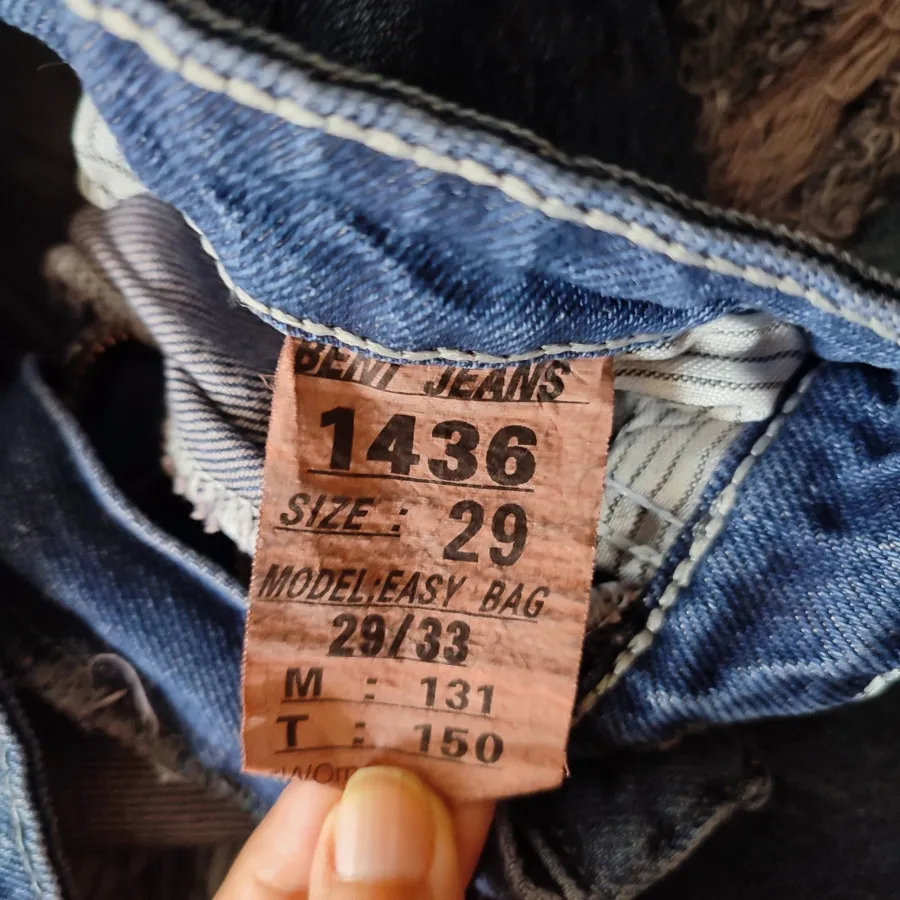 BENI JEANS
1436
SIZE : 29
MODEL:EASY BAG
29/33
M : 131
T : 150